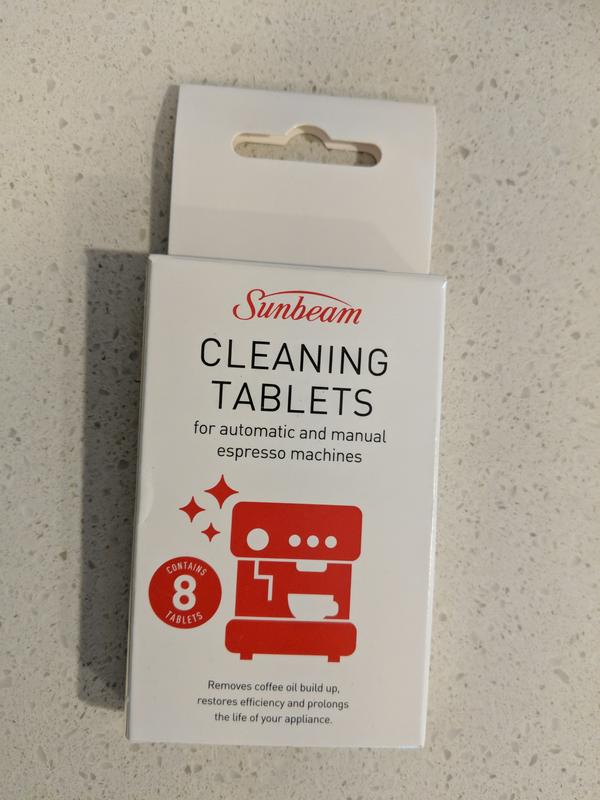 Sunbeam
CLEANING
TABLETS
for automatic and manual
espresso machines
CONTAINS
8
TABLETS
Removes coffee oil build up,
restores efficiency and prolongs
the life of your appliance.